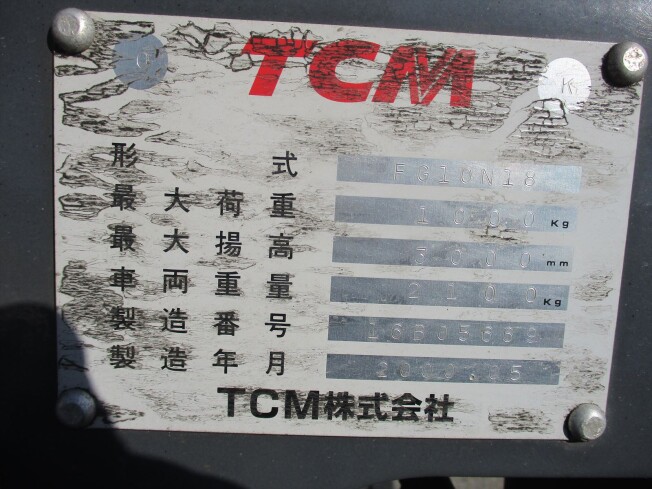 TCM
K
形式 FG10N18
最大荷重 1000 Kg
最大揚高 3000 mm
車両重量 2100 Kg
製造番号
製造年月
TCM株式会社